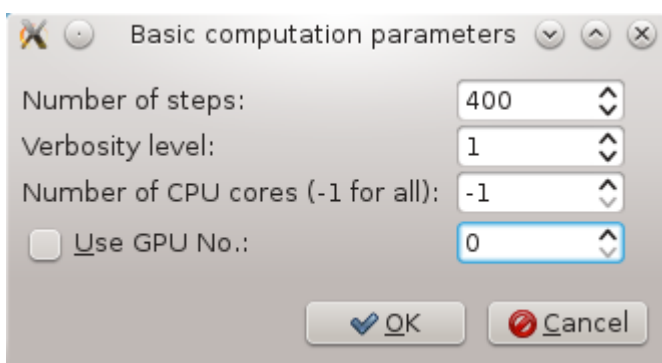 Basic computation parameters
Number of steps: 400
Verbosity level: 1
Number of CPU cores (-1 for all): -1
Use GPU No.: 0
OK Cancel